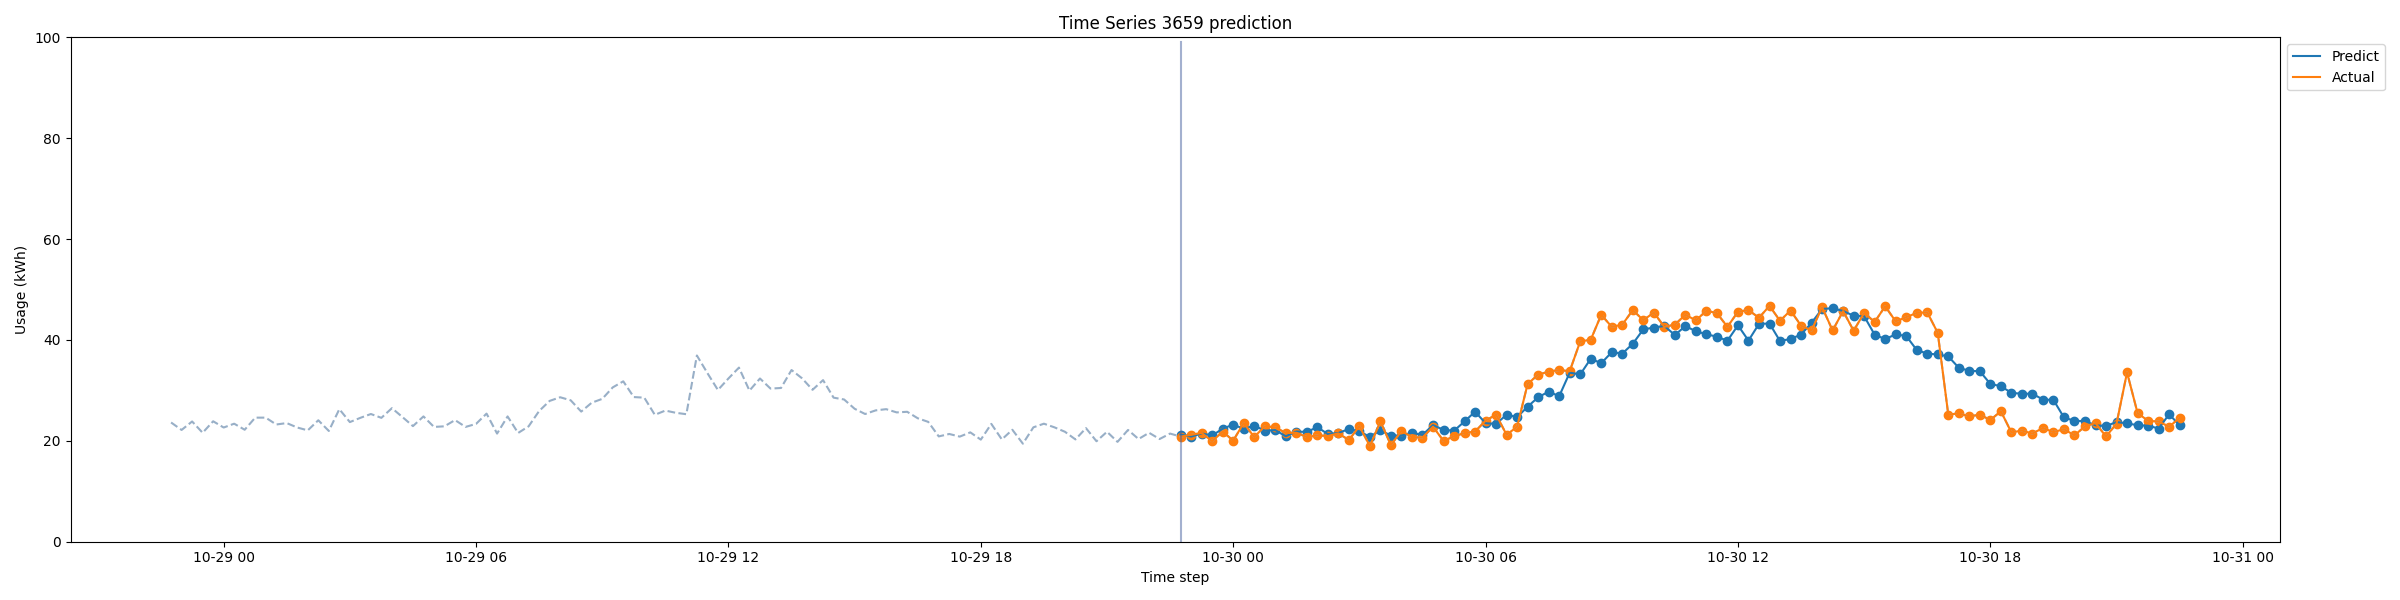 Time Series 3659 prediction
100
80
60
40
20
0
Usage (kWh)
10-29 00 10-29 06 10-29 12 10-29 18 10-30 00 10-30 06 10-30 12 10-30 18 10-31 00
Time step
Predict
Actual